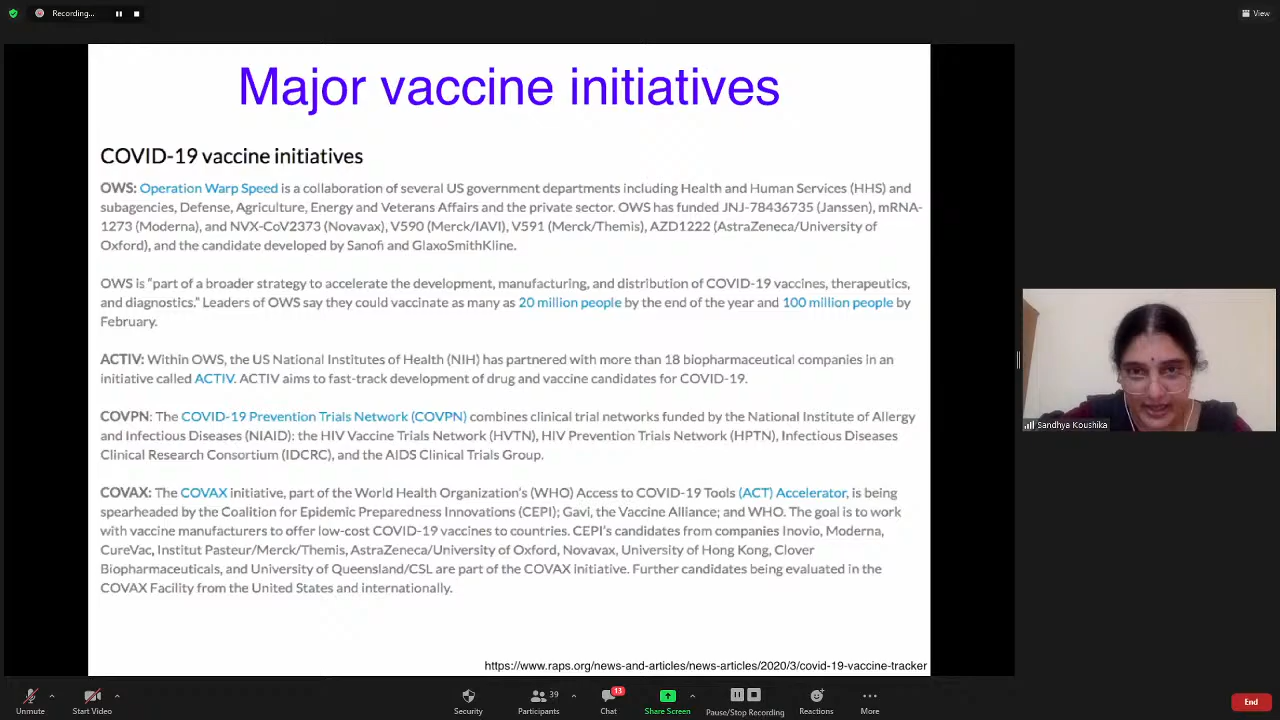 Recording...
View
Major vaccine initiatives
COVID-19 vaccine initiatives
OWS: Operation Warp Speed is a collaboration of several US government departments including Health and Human Services (HHS) and
subagencies, Defense, Agriculture, Energy and Veterans Affairs and the private sector. OWS has funded JNJ-78436735 (Janssen), mRNA-
1273 (Moderna), and NVX-CoV2373 (Novavax), V590 (Merck/IAVI), V591 (Merck/Themis), AZD1222 (AstraZeneca/University of
Oxford), and the candidate developed by Sanofi and GlaxoSmithKline.
OWS is "part of a broader strategy to accelerate the development, manufacturing, and distribution of COVID-19 vaccines, therapeutics,
and diagnostics." Leaders of OWS say they could vaccinate as many as 20 million people by the end of the year and 100 million people by
February.
ACTIV: Within OWS, the US National Institutes of Health (NIH) has partnered with more than 18 biopharmaceutical companies in an
initiative called ACTIV. ACTIV aims to fast-track development of drug and vaccine candidates for COVID-19.
COVPN: The COVID-19 Prevention Trials Network (COVPN) combines clinical trial networks funded by the National Institute of Allergy
and Infectious Diseases (NIAID): the HIV Vaccine Trials Network (HVTN), HIV Prevention Trials Network (HPTN), Infectious Diseases
Clinical Research Consortium (IDCRC), and the AIDS Clinical Trials Group.
COVAX: The COVAX initiative, part of the World Health Organization's (WHO) Access to COVID-19 Tools (ACT) Accelerator, is being
spearheaded by the Coalition for Epidemic Preparedness Innovations (CEPI); Gavi, the Vaccine Alliance; and WHO. The goal is to work
with vaccine manufacturers to offer low-cost COVID-19 vaccines to countries. CEPI's candidates from companies Inovio, Moderna,
CureVac, Institut Pasteur/Merck/Themis, AstraZeneca/University of Oxford, Novavax, University of Hong Kong, Clover
Biopharmaceuticals, and University of Queensland/CSL are part of the COVAX initiative. Further candidates being evaluated in the
COVAX Facility from the United States and internationally.
https://www.raps.org/news-and-articles/news-articles/2020/3/covid-19-vaccine-tracker
Sandhya Koushika
Unmute
Start Video
Security
39
Participants
13
Chat
Share Screen
Pause/Stop Recording
Reactions
More
End